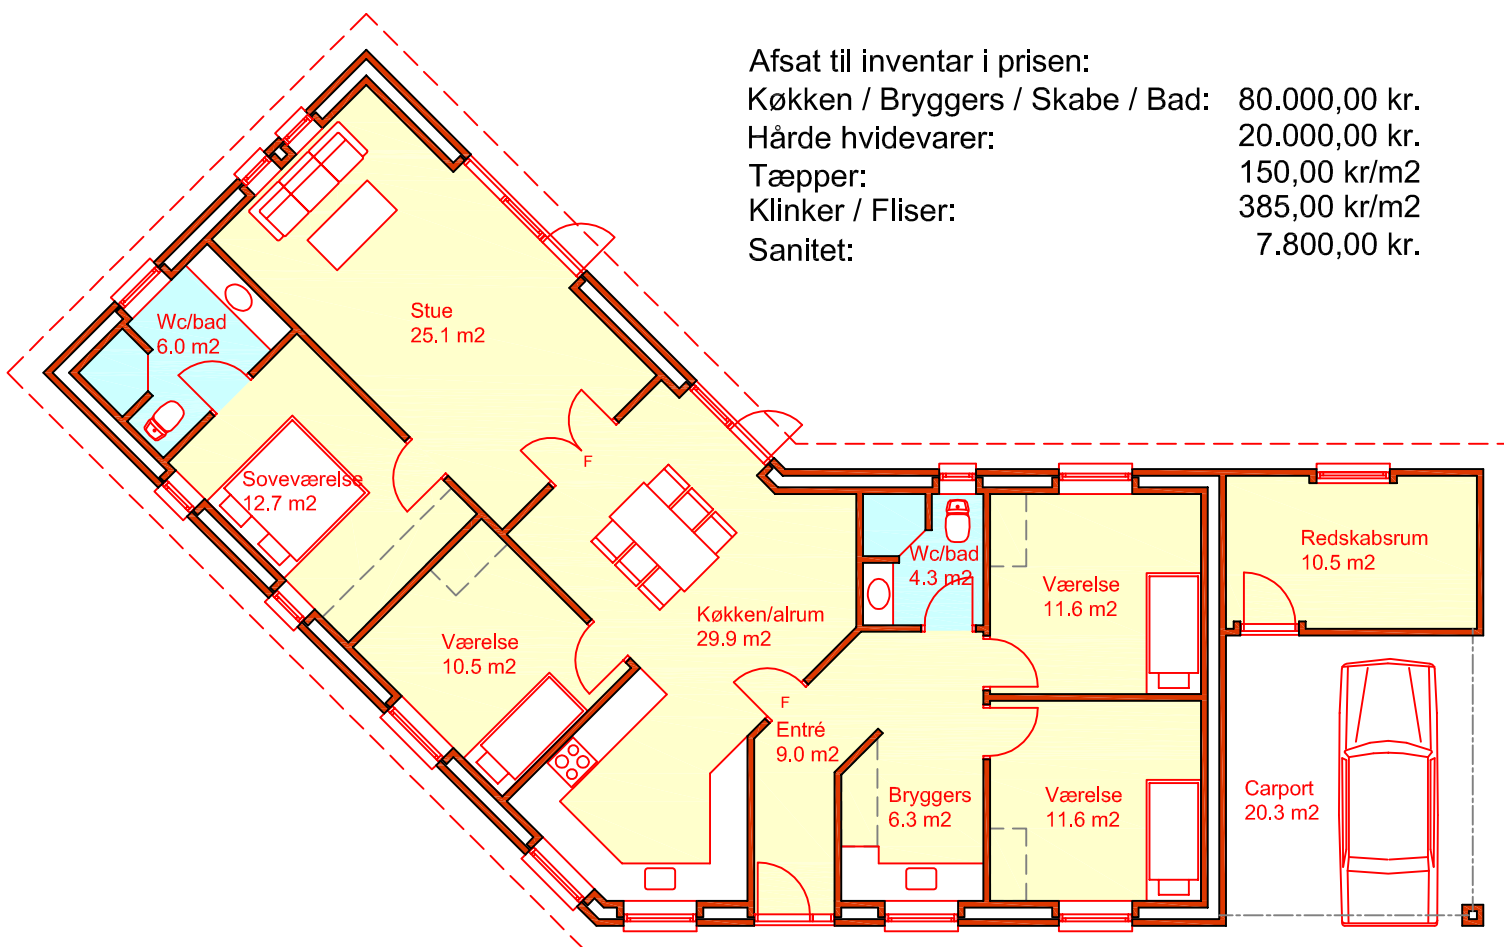 Afsat til inventar i prisen:
Køkken / Bryggers / Skabe / Bad: 80.000,00 kr.
Hårde hvidevarer: 20.000,00 kr.
Tæpper: 150,00 kr/m2
Klinker / Fliser: 385,00 kr/m2
Sanitet: 7.800,00 kr.
Stue
25.1 m2
Wc/bad
6.0 m2
F
Soveværelse
12.7 m2
Værelse
10.5 m2
Køkken/alrum
29.9 m2
Wc/bad
4.3 m2
Værelse
11.6 m2
Redskabsrum
10.5 m2
F
Entré
9.0 m2
Bryggers
6.3 m2
Værelse
11.6 m2
Carport
20.3 m2